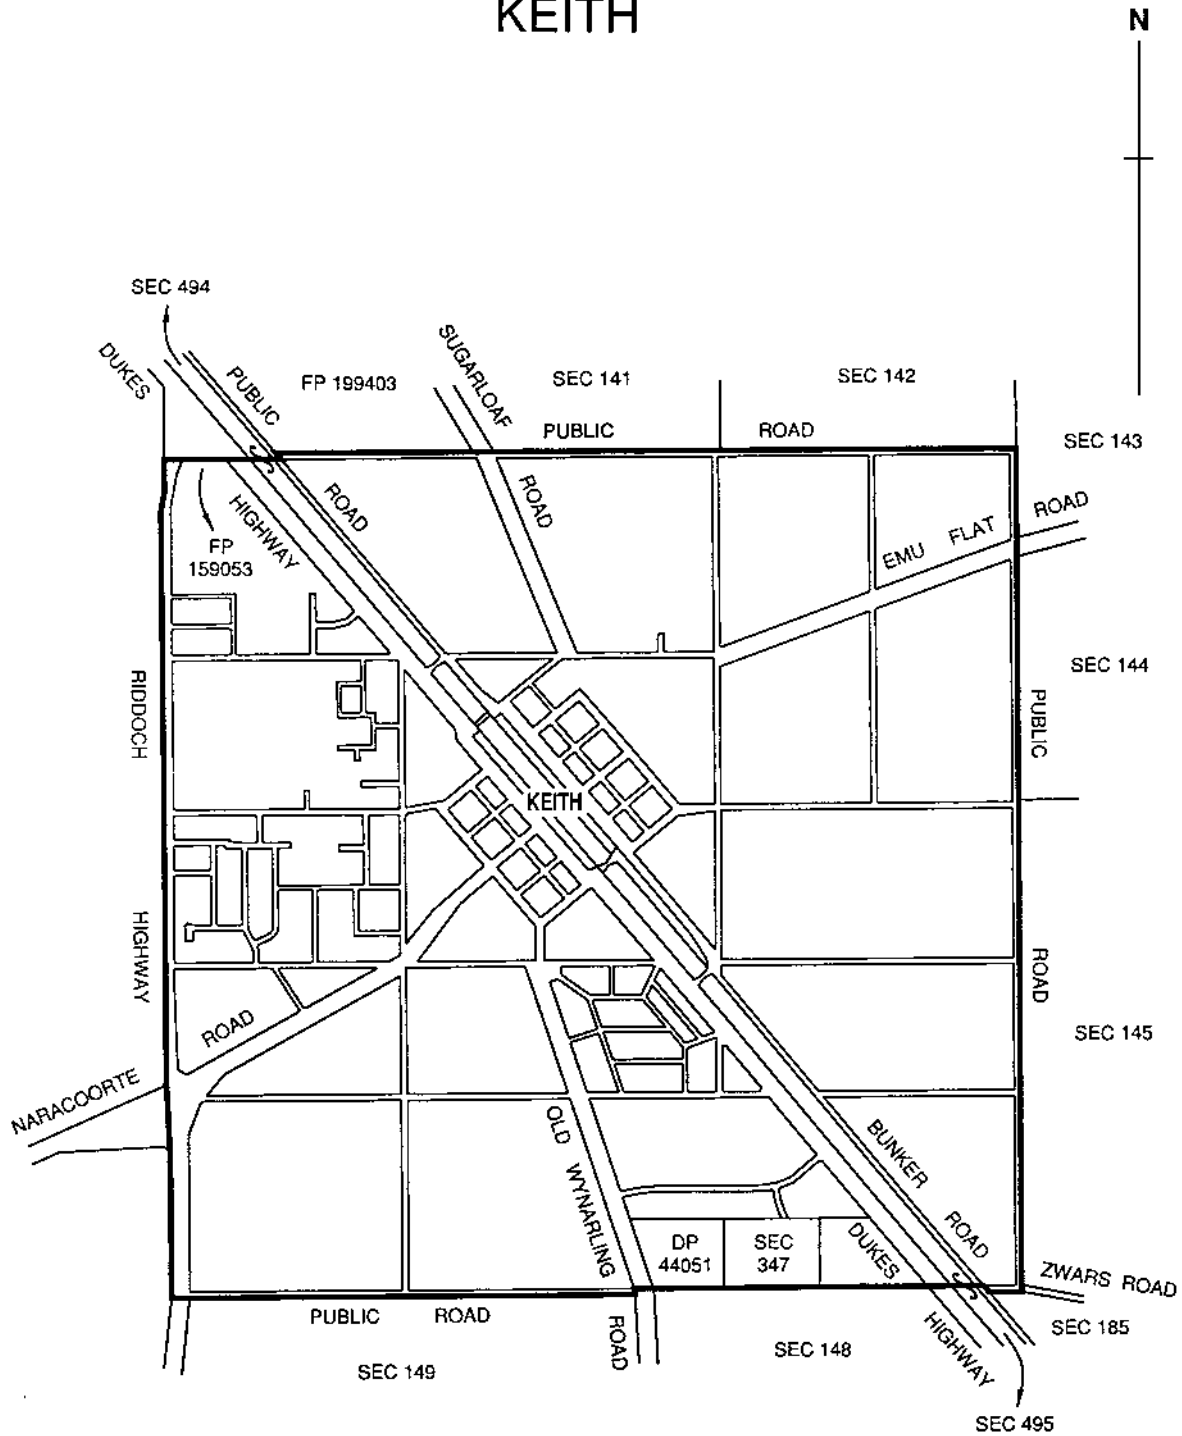 KEITH
N
SEC 494
DUKES
PUBLIC
FP 199403
SUGARLOAF
SEC 141
SEC 142
PUBLIC
ROAD
SEC 143
HIGHWAY
ROAD
ROAD
EMU FLAT ROAD
FP
159053
RIDDOCH
SEC 144
PUBLIC
KEITH
HIGHWAY
ROAD
ROAD
SEC 145
NARACOORTE
OLD
WYNARLING
BUNKER
ROAD
DP
44051
SEC
347
DUKES
ZWARS ROAD
PUBLIC
ROAD
ROAD
SEC 148
HIGHWAY
SEC 185
SEC 149
SEC 495